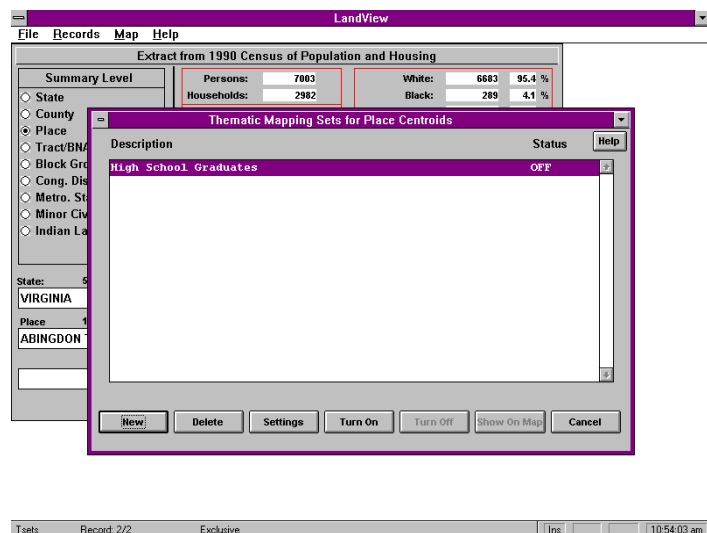 LandView
File Records Map Help
Extract from 1990 Census of Population and Housing
Summary Level
Persons: 7003 White: 6683 95.4 %
State
Households: 2982 Black: 289 4.1 %
County
Place
Tract/BNA
Block Gro
Cong. Dis
Metro. St
Minor Civ
Indian La
State:
VIRGINIA
Place 1
ABINGDON
Thematic Mapping Sets for Place Centroids
Description Status Help
High School Graduates OFF
New Delete Settings Turn On Turn Off Show On Map Cancel
Tsets Record: 2/2 Exclusive Ins 10:54:03 am